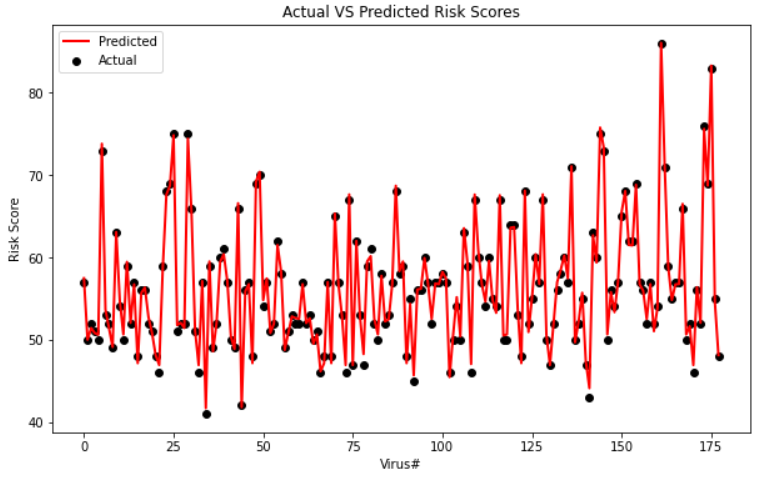 Actual VS Predicted Risk Scores
Predicted
Actual
Risk Score
80
70
60
50
40
0 25 50 75 100 125 150 175
Virus#